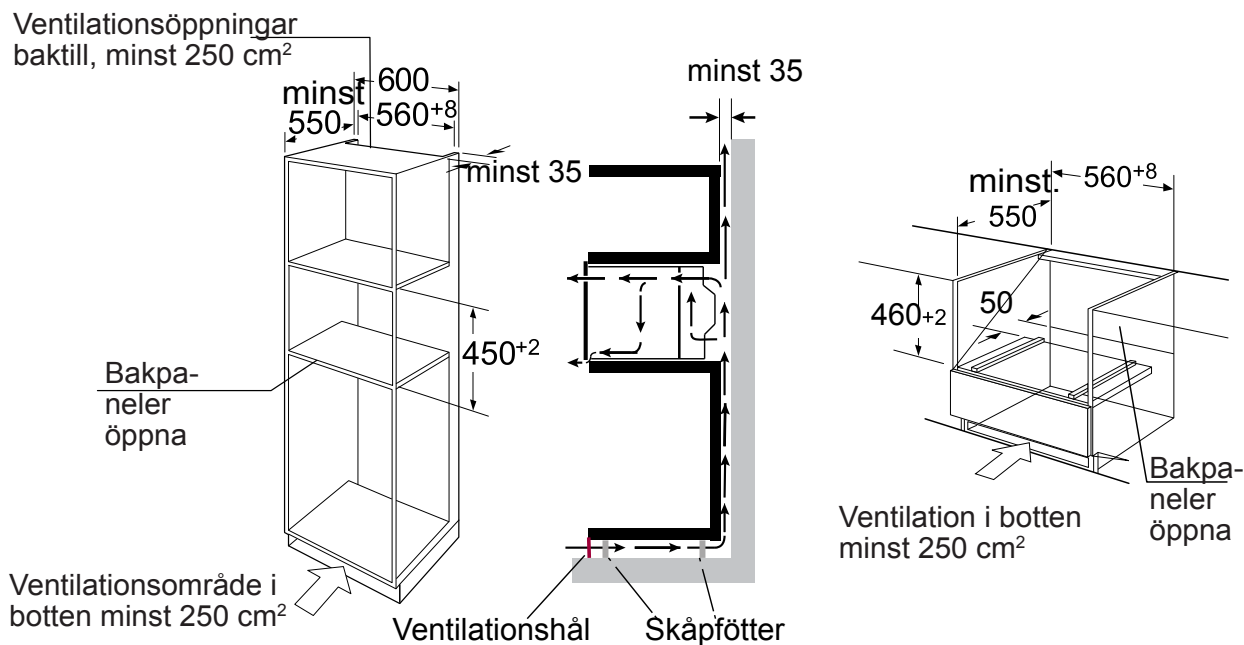 Ventilationsöppningar
baktill, minst 250 cm²
600
minst
550
560+8
minst 35
450+2
Bakpa-
neler
öppna
Ventilationsområde i
botten minst 250 cm²
minst 35
Ventilationshål
Skåpfötter
minst.
550
560+8
460+2
50
Bakpa-
neler
öppna
Ventilation i botten
minst 250 cm²